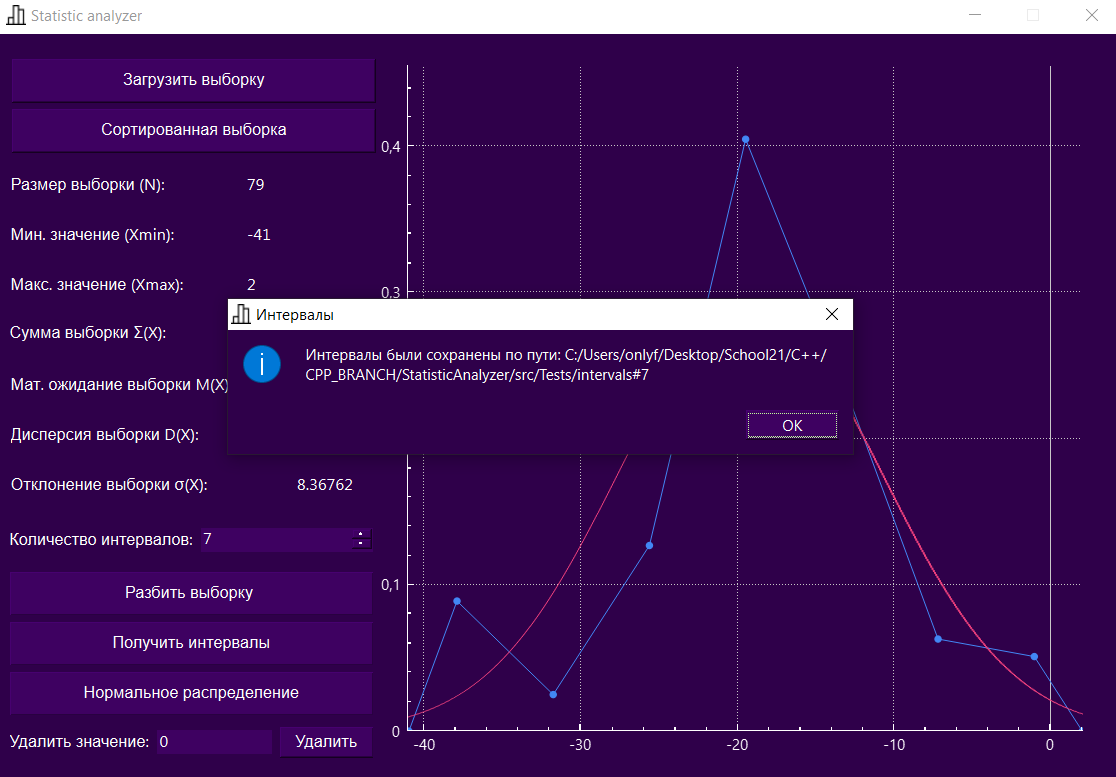 Statistic analyzer
Загрузить выборку
Сортированная выборка
Размер выборки (N): 79
Мин. значение (Xmin): -41
Макс. значение (Xmax): 2
Сумма выборки Σ(X):
Мат. ожидание выборки M(X)
Дисперсия выборки D(X):
Отклонение выборки σ(X): 8.36762
Количество интервалов: 7
Разбить выборку
Получить интервалы
Нормальное распределение
Удалить значение: 0 Удалить
0,4
0,3
0,1
0
-40 -30 -20 -10 0
Интервалы
Интервалы были сохранены по пути: C:/Users/onlyf/Desktop/School21/C++/
CPP_BRANCH/StatisticAnalyzer/src/Tests/intervals#7
OK